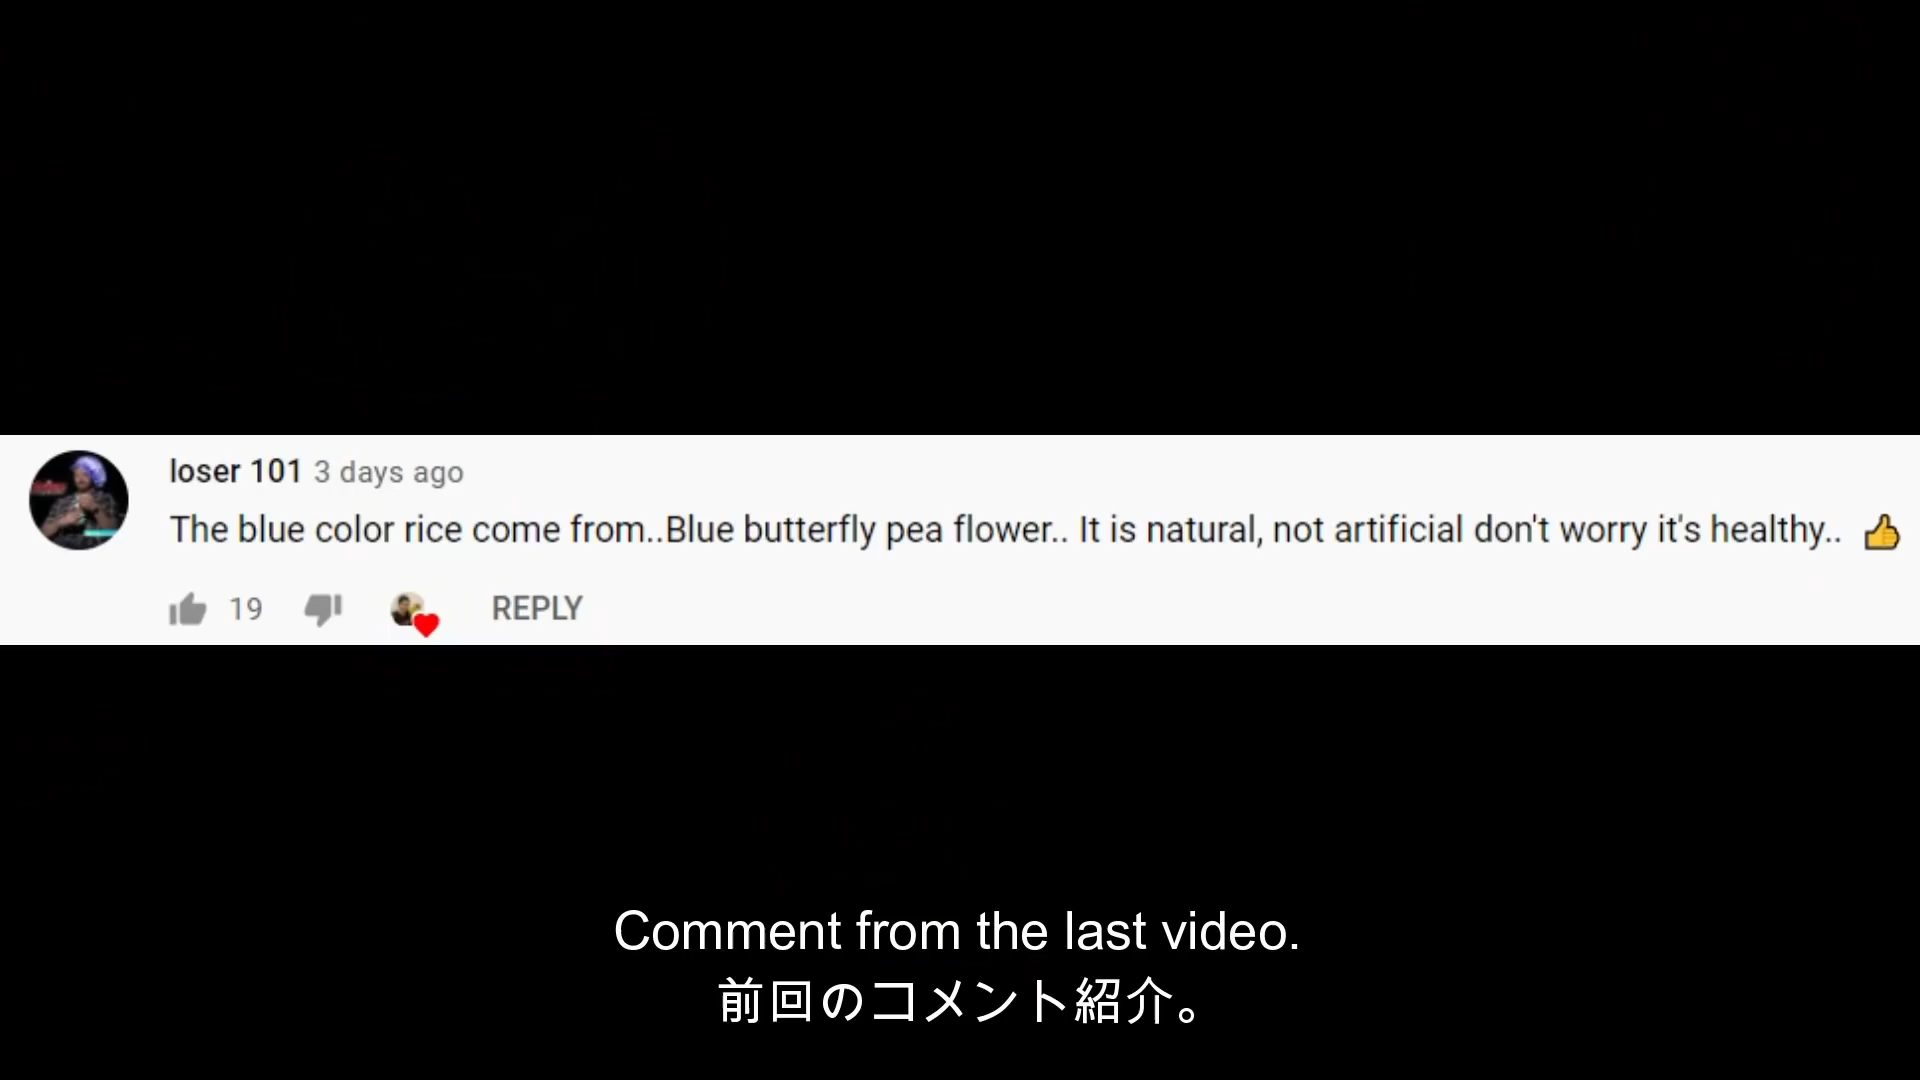 loser 101 3 days ago
The blue color rice come from..Blue butterfly pea flower.. It is natural, not artificial don't worry it's healthy.. 👍
19 REPLY
Comment from the last video.
前回のコメント紹介。